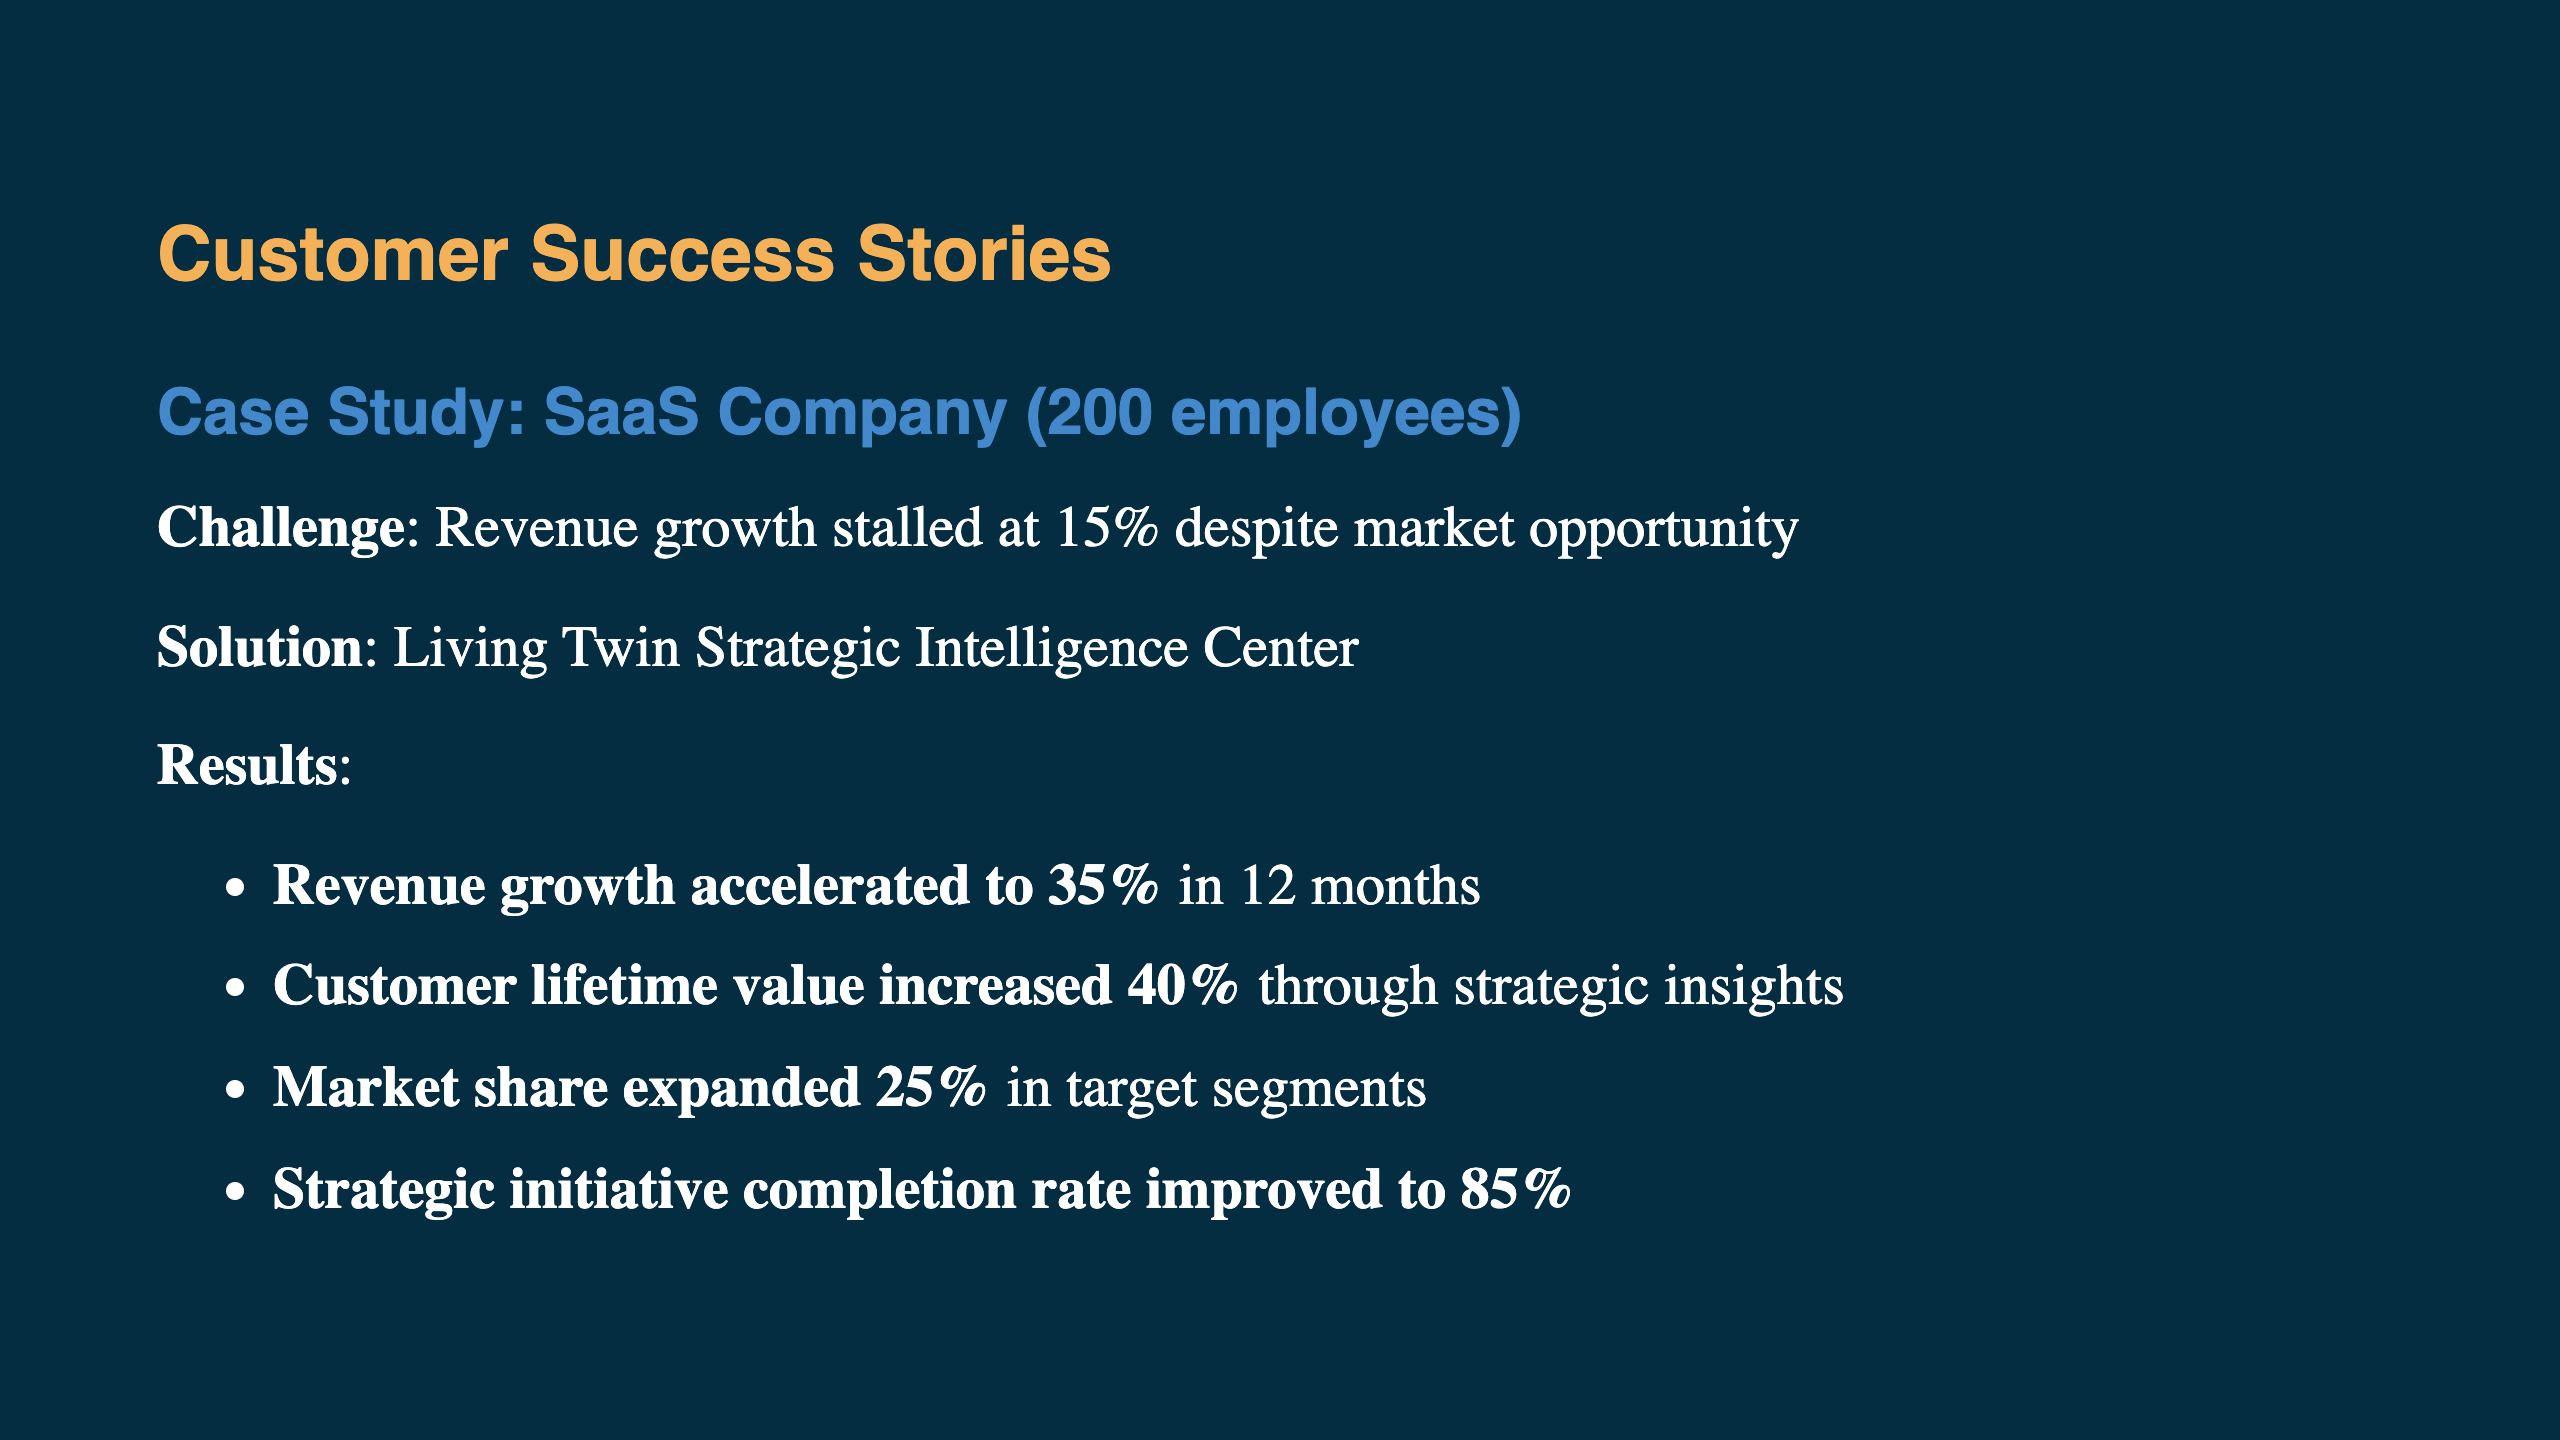 Customer Success Stories
Case Study: SaaS Company (200 employees)
Challenge: Revenue growth stalled at 15% despite market opportunity
Solution: Living Twin Strategic Intelligence Center
Results:
• Revenue growth accelerated to 35% in 12 months
• Customer lifetime value increased 40% through strategic insights
• Market share expanded 25% in target segments
• Strategic initiative completion rate improved to 85%